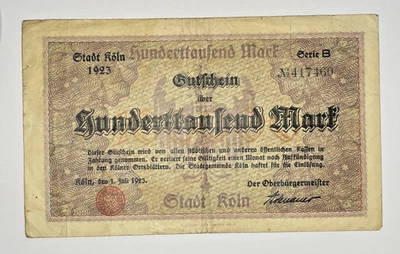 Hunderttausend Mark
Stadt Köln Serie B
1923 № 417460
Gutschein
über
Hunderttausend Mark
Dieser Gutschein wird von allen städtischen und anderen öffentlichen Kassen in
Zahlung genommen. Er verliert seine Gültigkeit einen Monat nach Ankündigung
in den Kölner Ortsblättern. Die Stadtgemeinde Köln haftet für die Einlösung.
Köln, den 1. Juli 1923. Der Oberbürgermeister
Stadt Köln